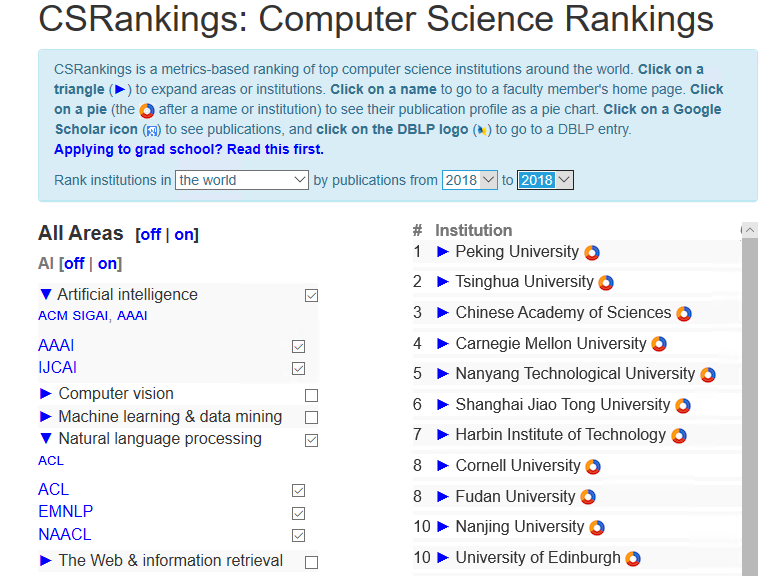 CSRankings: Computer Science Rankings
CSRankings is a metrics-based ranking of top computer science institutions around the world. Click on a
triangle (►) to expand areas or institutions. Click on a name to go to a faculty member's home page. Click
on a pie (the after a name or institution) to see their publication profile as a pie chart. Click on a Google
Scholar icon () to see publications, and click on the DBLP logo () to go to a DBLP entry.
Applying to grad school? Read this first.
Rank institutions in the world by publications from 2018 to 2018
All Areas [off | on]
AI [off | on]
▼ Artificial intelligence
ACM SIGAI, AAAI
AAAI
IJCAI
► Computer vision
► Machine learning & data mining
▼ Natural language processing
ACL
ACL
EMNLP
NAACL
► The Web & information retrieval
# Institution
1 ► Peking University
2 ► Tsinghua University
3 ► Chinese Academy of Sciences
4 ► Carnegie Mellon University
5 ► Nanyang Technological University
6 ► Shanghai Jiao Tong University
7 ► Harbin Institute of Technology
8 ► Cornell University
8 ► Fudan University
10 ► Nanjing University
10 ► University of Edinburgh